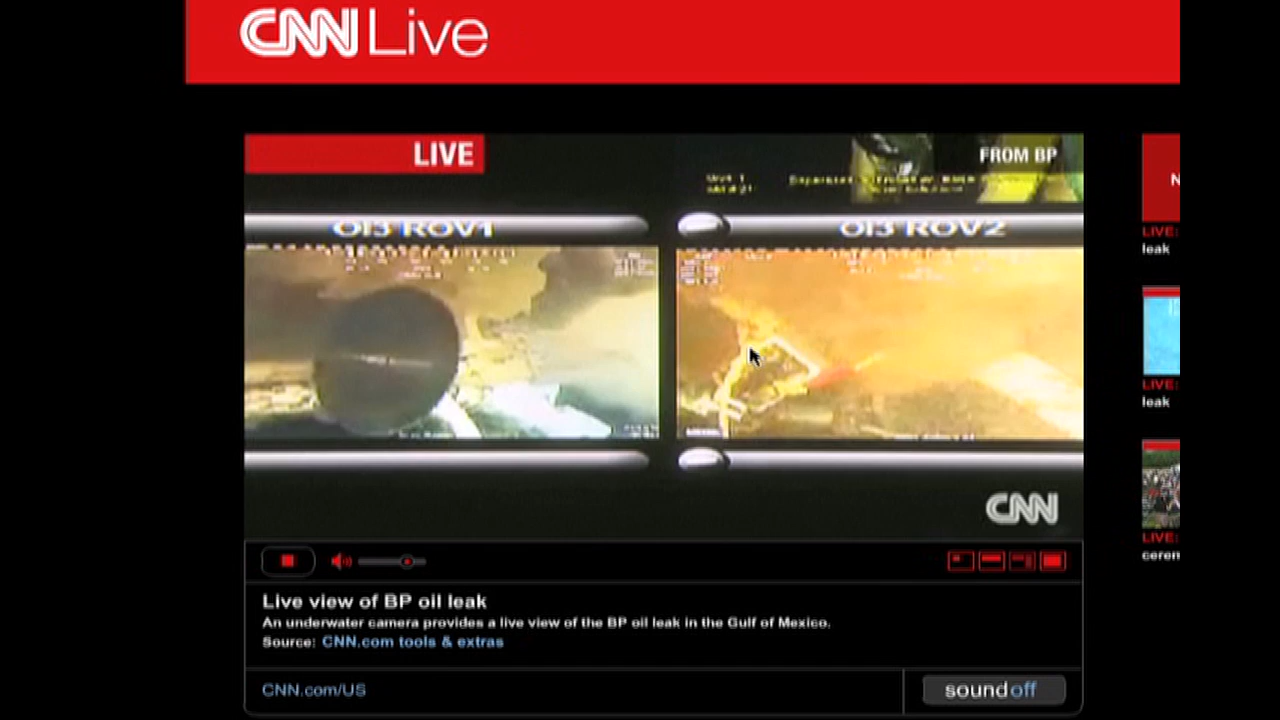 CNN Live
LIVE
FROM BP
OI3 ROV1
OI3 ROV2
CNN
Live view of BP oil leak
An underwater camera provides a live view of the BP oil leak in the Gulf of Mexico.
Source: CNN.com tools & extras
CNN.com/US
soundoff
N
LIVE:
leak
LIVE:
leak
LIVE:
ceren